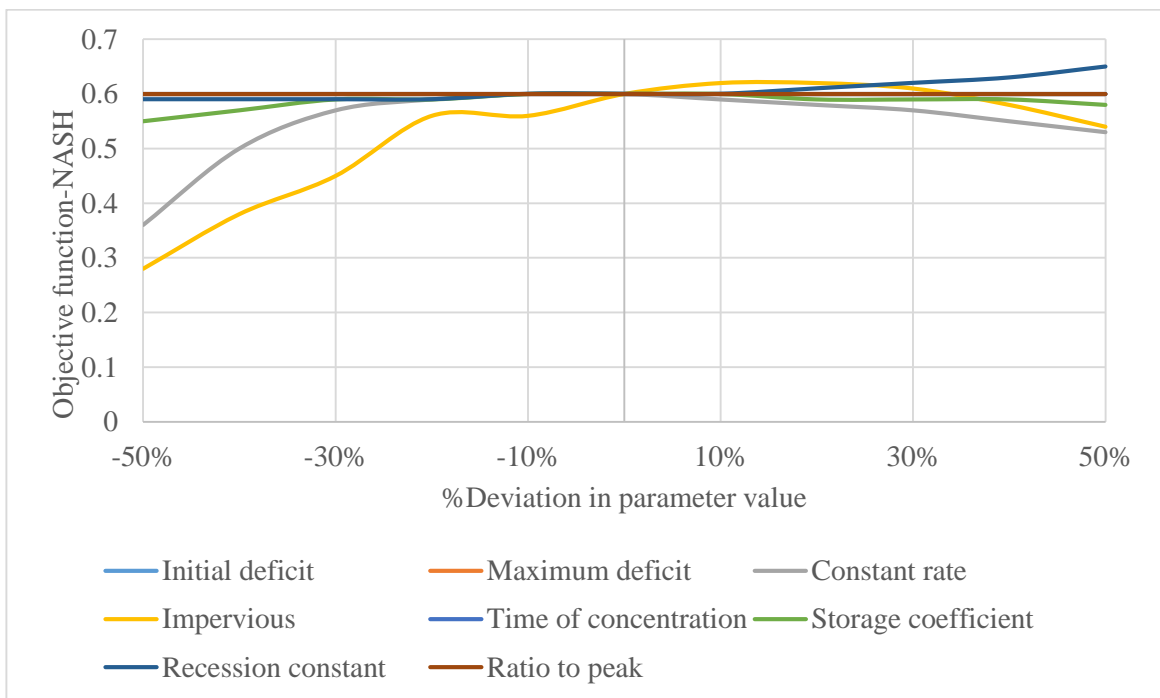 0.7
0.6
0.5
0.4
0.3
0.2
0.1
0
Objective function-NASH
-50% -30% -10% 10% 30% 50%
%Deviation in parameter value
Initial deficit Maximum deficit Constant rate
Impervious Time of concentration Storage coefficient
Recession constant Ratio to peak